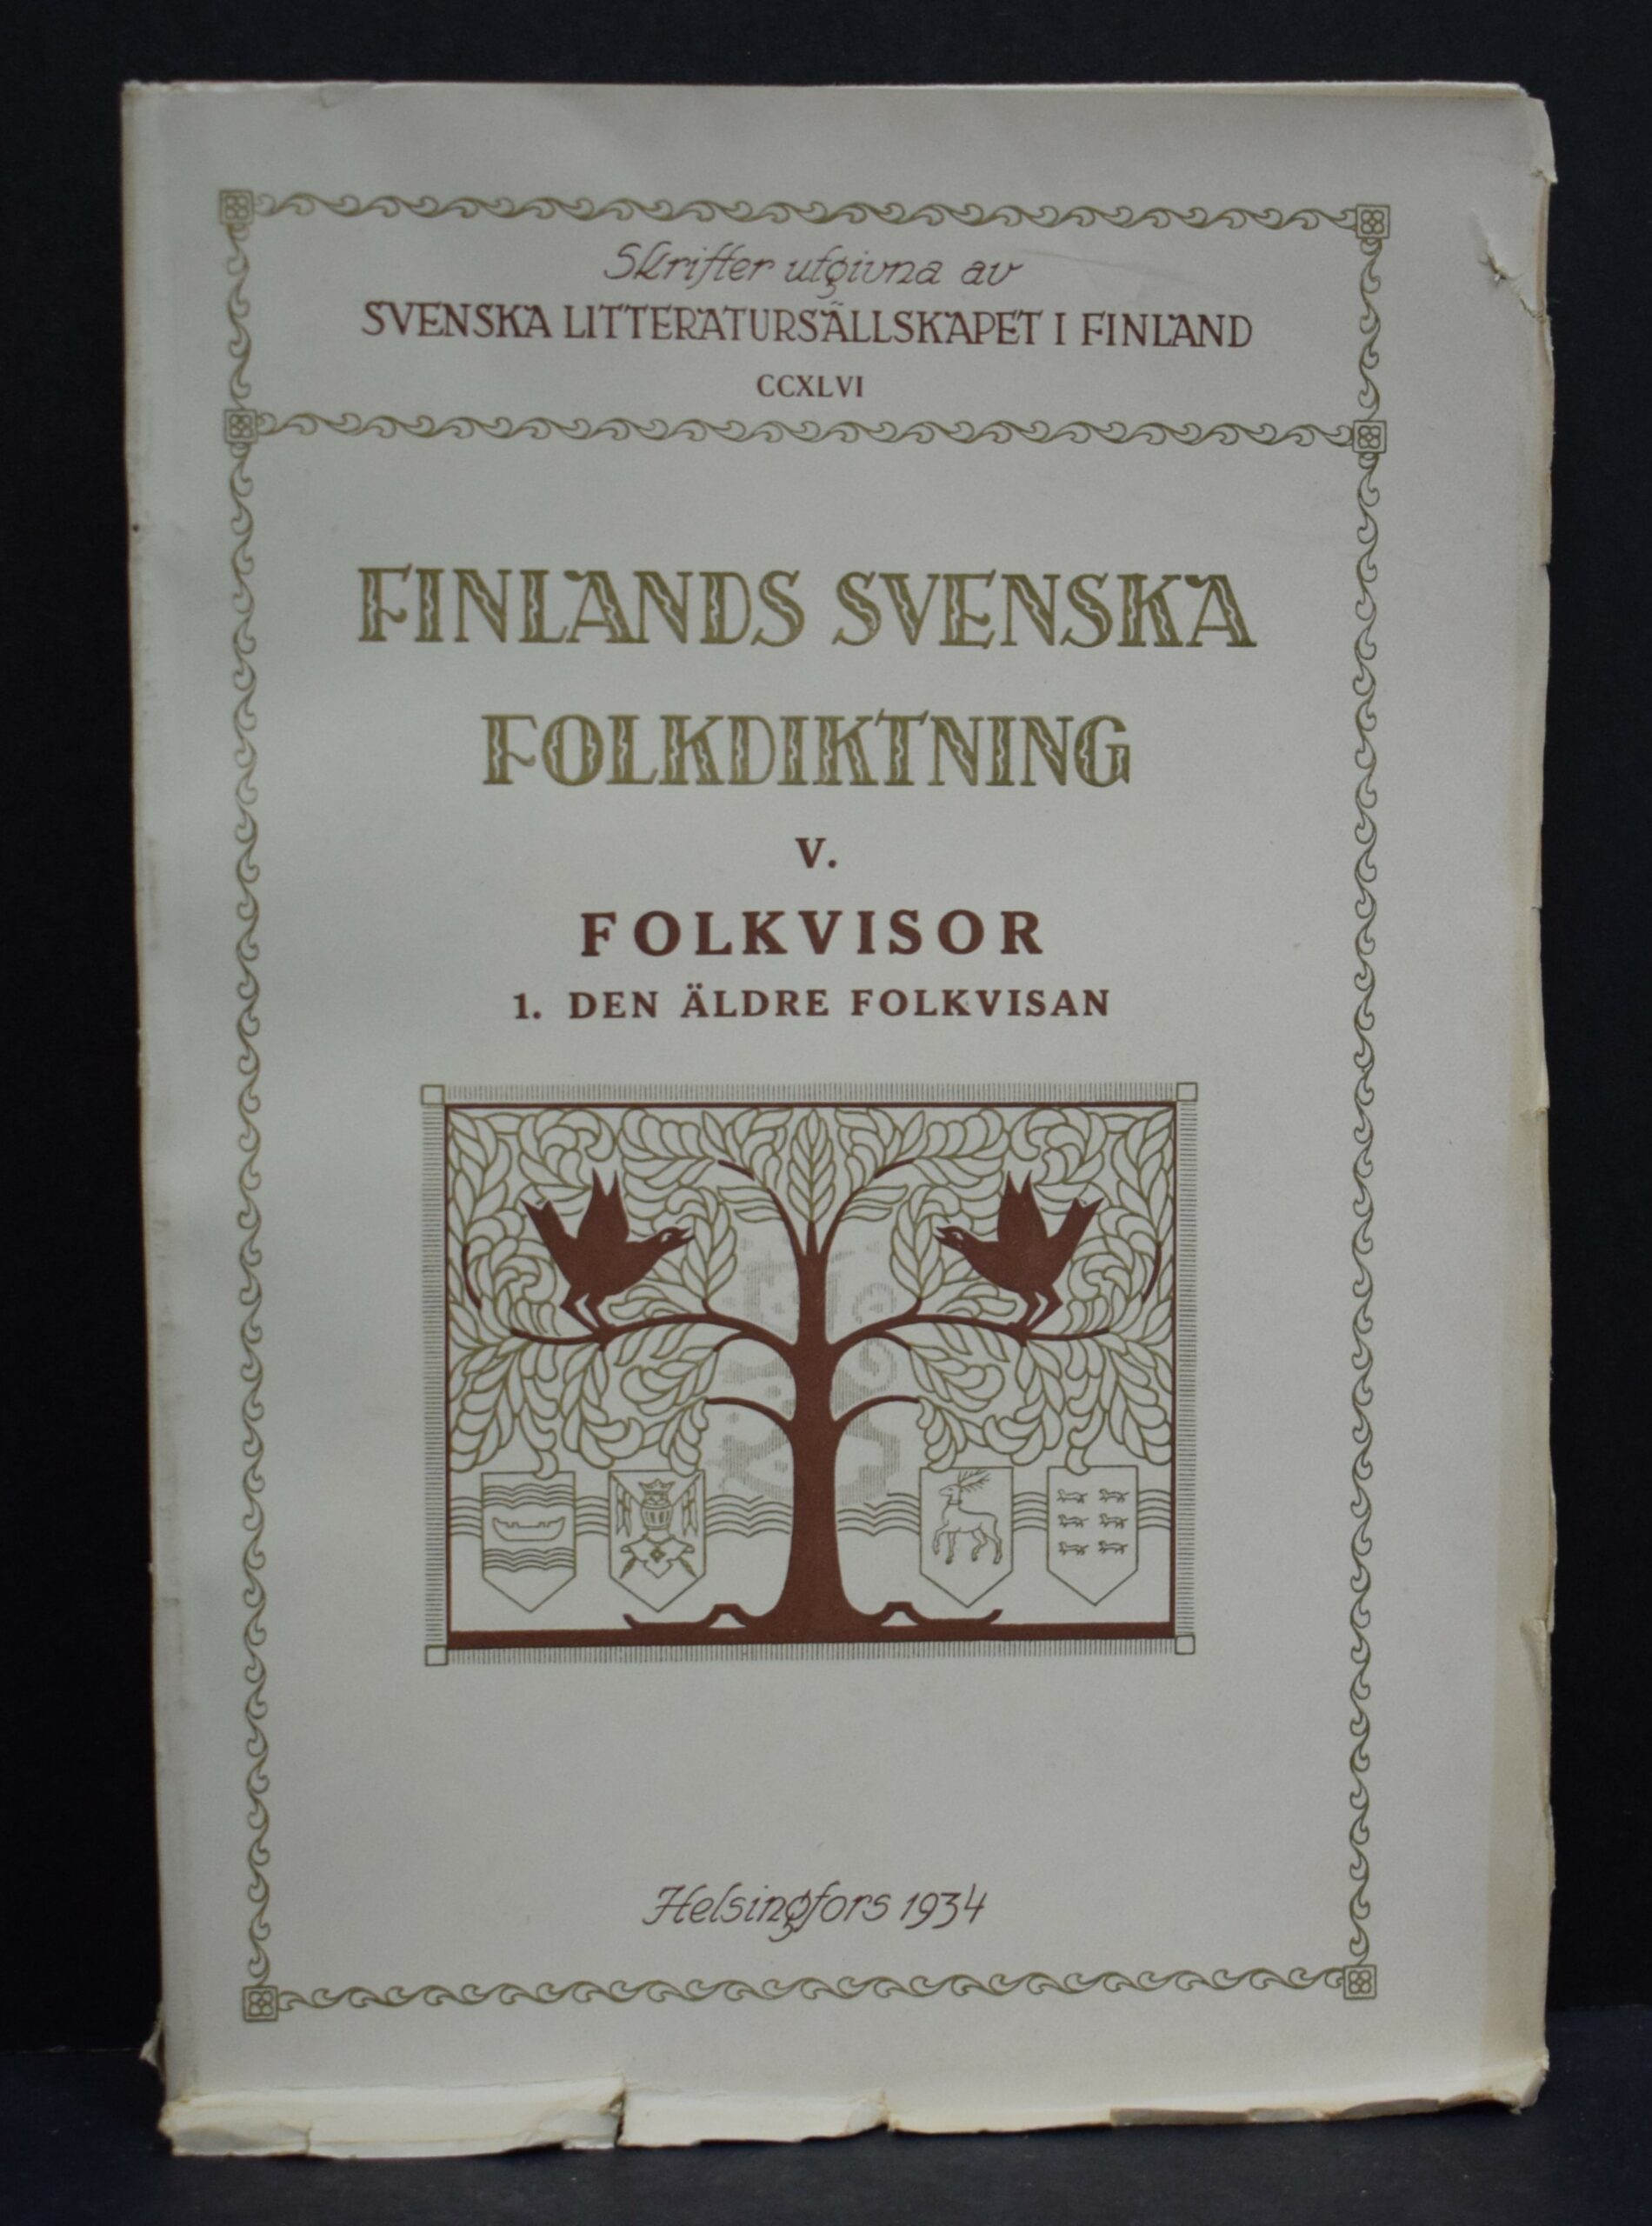 Skrifter utgivna av
SVENSKA LITTERATURSÄLLSKAPET I FINLAND
CCXLVI
FINLANDS SVENSKA
FOLKDIKTNING
V.
FOLKVISOR
1. DEN ÄLDRE FOLKVISAN
Helsingfors 1934